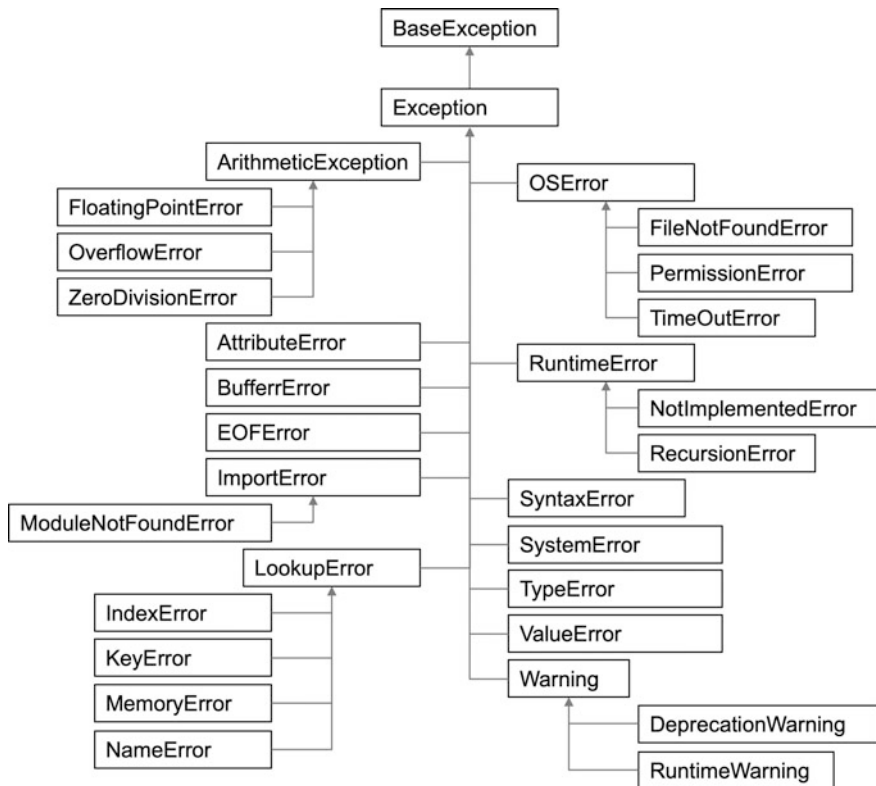 BaseException
Exception
ArithmeticException
FloatingPointError
OverflowError
ZeroDivisionError
AttributeError
BufferrError
EOFError
ImportError
ModuleNotFoundError
LookupError
IndexError
KeyError
MemoryError
NameError
OSError
FileNotFoundError
PermissionError
TimeOutError
RuntimeError
NotImplementedError
RecursionError
SyntaxError
SystemError
TypeError
ValueError
Warning
DeprecationWarning
RuntimeWarning